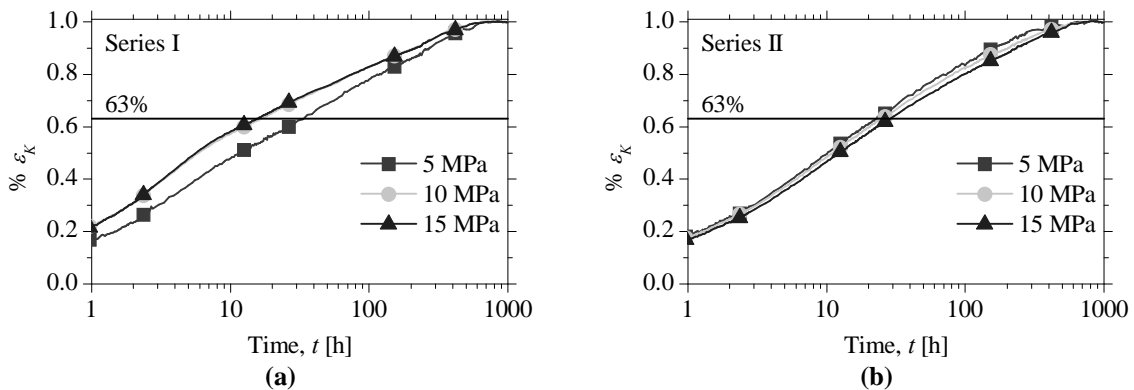 Series I
63%
5 MPa
10 MPa
15 MPa
% ε_K
1.0
0.8
0.6
0.4
0.2
0.0
1
10
100
1000
Time, t [h]
(a)
Series II
63%
5 MPa
10 MPa
15 MPa
% ε_K
1.0
0.8
0.6
0.4
0.2
0.0
1
10
100
1000
Time, t [h]
(b)